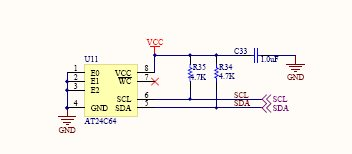 VCC
C33
1.0uF
GND
U11
R35
4.7K
R34
4.7K
1 E0 VCC 8
2 E1 WC 7
3 E2
SCL 6 SCL SCL
4 GND SDA 5 SDA SDA
AT24C64
GND